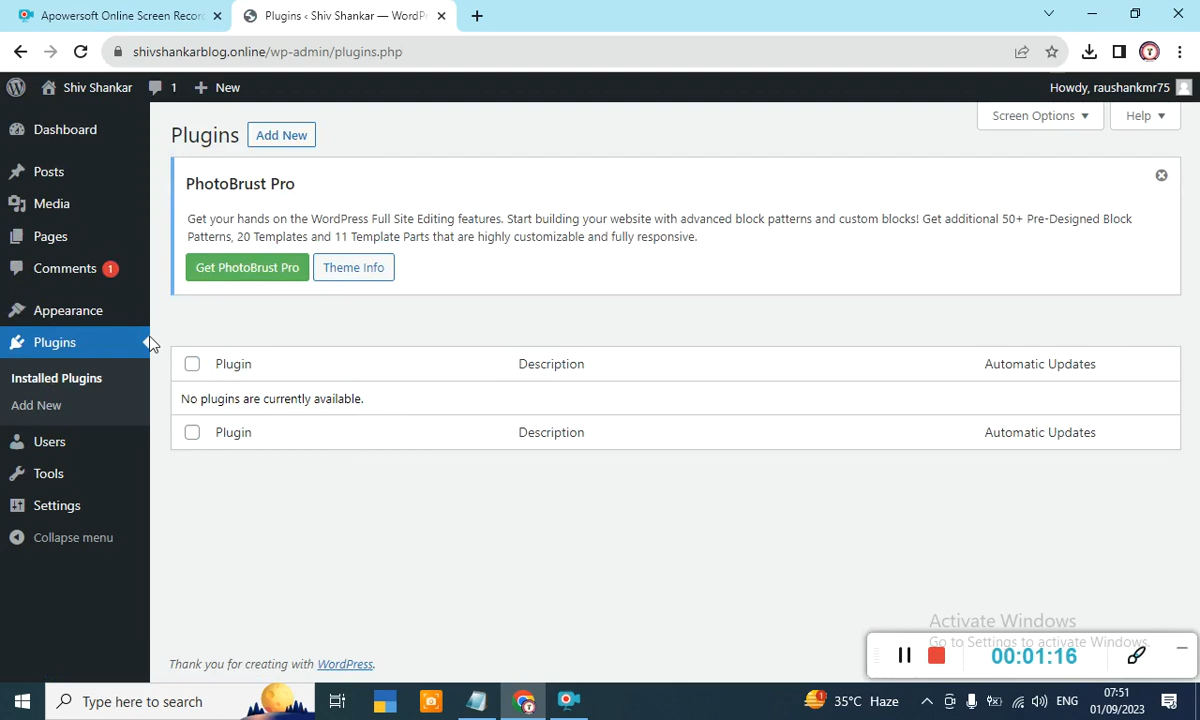 Apowersoft Online Screen Recor
Plugins ‹ Shiv Shankar — WordPr
shivshankarblog.online/wp-admin/plugins.php
Shiv Shankar 1 New Howdy, raushankmr75
Screen Options Help
Dashboard
Posts
Media
Pages
Comments 1
Appearance
Plugins
Installed Plugins
Add New
Users
Tools
Settings
Collapse menu
Plugins Add New
PhotoBrust Pro
Get your hands on the WordPress Full Site Editing features. Start building your website with advanced block patterns and custom blocks! Get additional 50+ Pre-Designed Block
Patterns, 20 Templates and 11 Template Parts that are highly customizable and fully responsive.
Get PhotoBrust Pro Theme Info
Plugin Description Automatic Updates
No plugins are currently available.
Plugin Description Automatic Updates
Thank you for creating with WordPress.
Activate Windows
Go to Settings to activate Windows.
00:01:16
Type here to search
1 35°C Haze ENG
07:51
01/09/2023